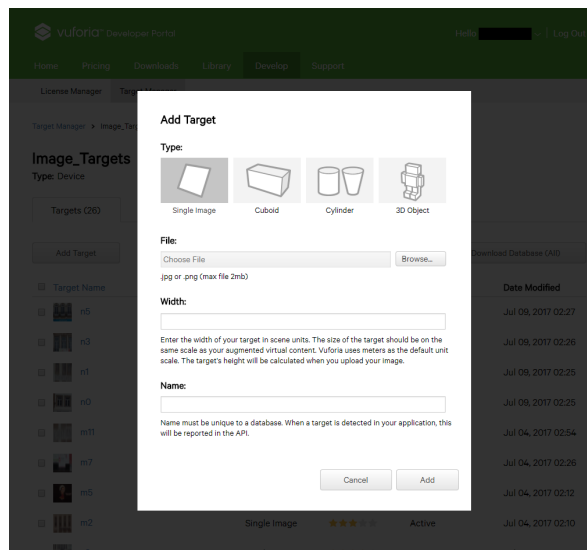 vuforia™ Developer Portal
Hello | Log Out
Home Pricing Downloads Library Develop Support
License Manager Target Manager
Target Manager > Image_Tar
Image_Targets
Type: Device
Targets (26)
Add Target
Download Database (All)
Target Name
Date Modified
n5 Jul 09, 2017 02:27
n3 Jul 09, 2017 02:26
n1 Jul 09, 2017 02:25
n0 Jul 09, 2017 02:25
m11 Jul 04, 2017 02:54
m7 Jul 04, 2017 02:26
m5 Jul 04, 2017 02:12
m2 Single Image Active Jul 04, 2017 02:10
Add Target
Type:
Single Image Cuboid Cylinder 3D Object
File:
Choose File Browse...
.jpg or .png (max file 2mb)
Width:
Enter the width of your target in scene units. The size of the target should be on the
same scale as your augmented virtual content. Vuforia uses meters as the default unit
scale. The target's height will be calculated when you upload your image.
Name:
Name must be unique to a database. When a target is detected in your application, this
will be reported in the API.
Cancel Add